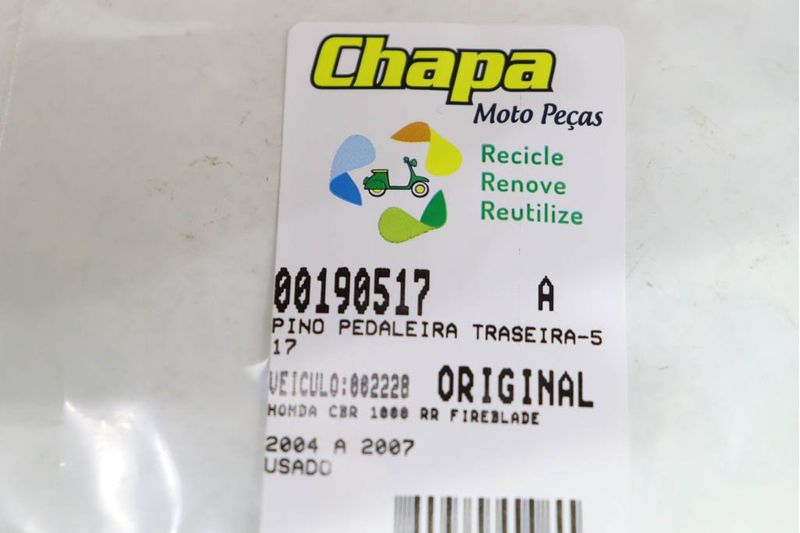 Chapa
Moto Peças
Recicle
Renove
Reutilize
00190517 A
PINO PEDALEIRA TRASEIRA-5
17
VEICULO:002228 ORIGINAL
HONDA CBR 1000 RR FIREBLADE
2004 A 2007
USADO